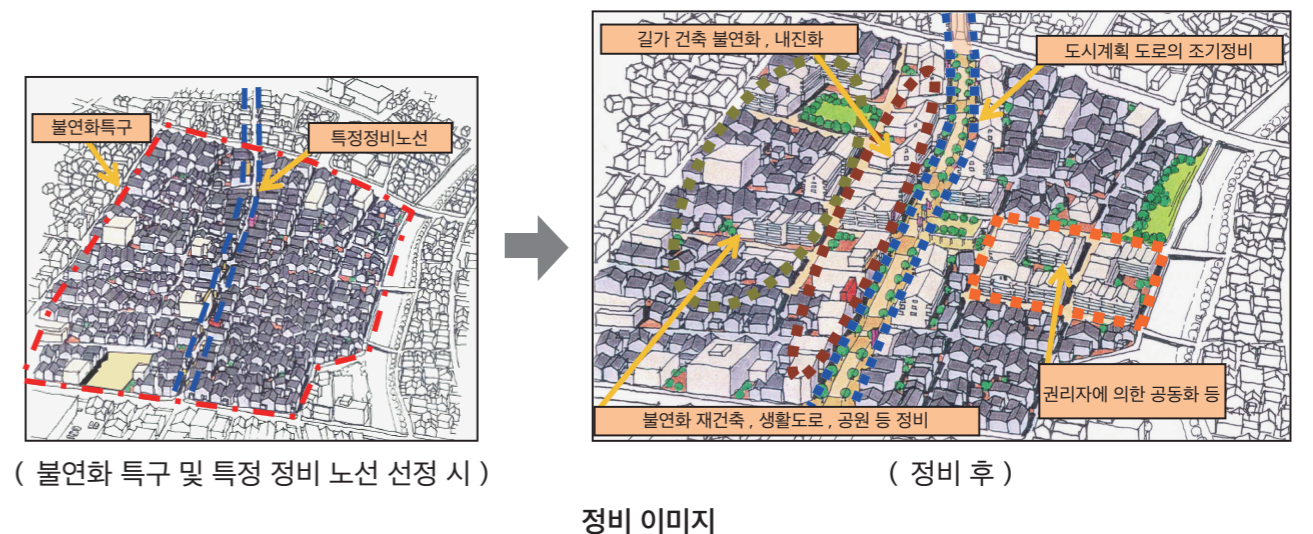 불연화특구
특정정비노선
길가 건축 불연화 , 내진화
도시계획 도로의 조기정비
불연화 재건축 , 생활도로 , 공원 등 정비
권리자에 의한 공동화 등
( 불연화 특구 및 특정 정비 노선 선정 시 )
( 정비 후 )
정비 이미지